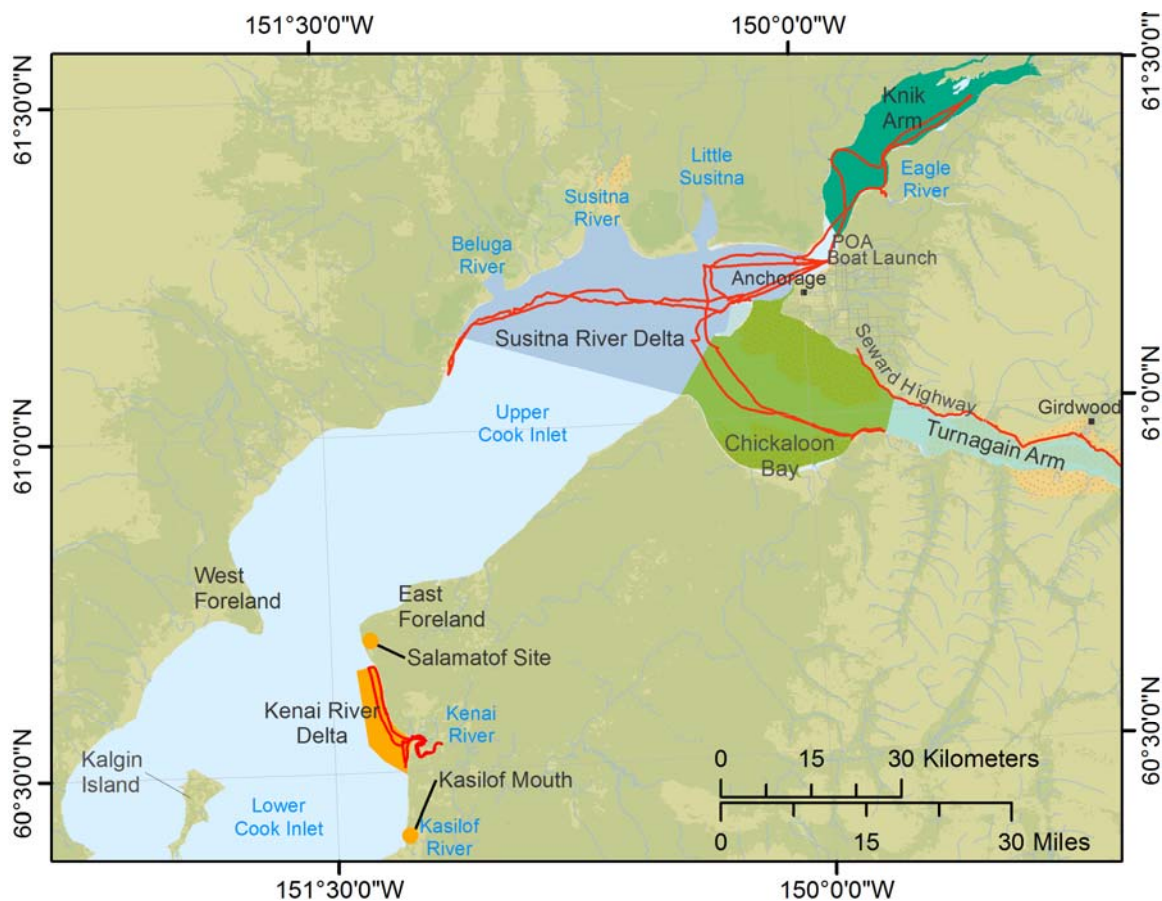 151°30'0"W
150°0'0"W
61°30'0"N
61°30'0"N
Knik
Arm
Little
Susitna
Eagle
River
Susitna
River
Beluga
River
POA
Boat Launch
Anchorage
Susitna River Delta
Seward Highway
61°0'0"N
Girdwood
Upper
Cook Inlet
Turnagain Arm
Chickaloon
Bay
61°0'0"N
West
Foreland
East
Foreland
Salamatof Site
Kenai River
Delta
Kenai
River
60°30'0"N
Kalgin
Island
Kasilof Mouth
0 15 30 Kilometers
60°30'0"N
Lower
Cook Inlet
Kasilof
River
0 15 30 Miles
151°30'0"W
150°0'0"W